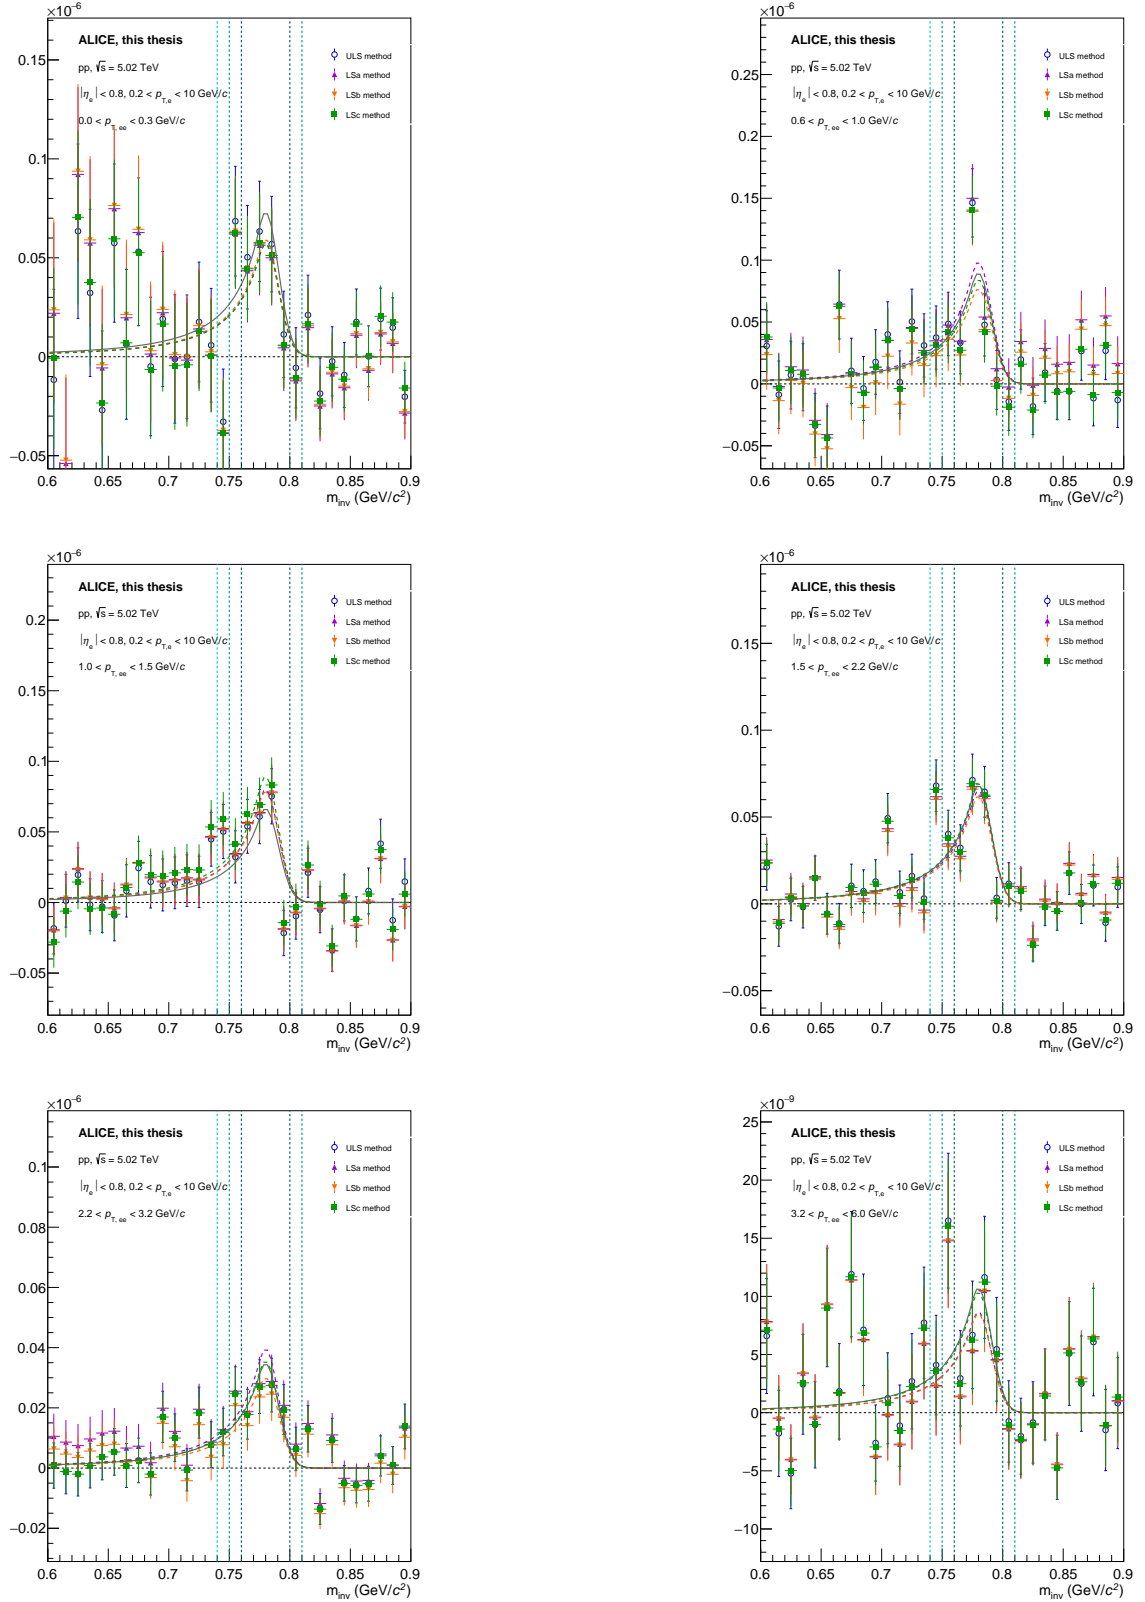 ×10⁻⁶
ALICE, this thesis
pp, √s = 5.02 TeV
|η_e| < 0.8, 0.2 < p_T,e < 10 GeV/c
0.0 < p_T, ee < 0.3 GeV/c
ULS method
LSa method
LSb method
LSc method
0.15
0.1
0.05
0
−0.05
0.6 0.65 0.7 0.75 0.8 0.85 0.9
m_inv (GeV/c²)
×10⁻⁶
ALICE, this thesis
pp, √s = 5.02 TeV
|η_e| < 0.8, 0.2 < p_T,e < 10 GeV/c
0.6 < p_T, ee < 1.0 GeV/c
ULS method
LSa method
LSb method
LSc method
0.25
0.2
0.15
0.1
0.05
0
−0.05
0.6 0.65 0.7 0.75 0.8 0.85 0.9
m_inv (GeV/c²)
×10⁻⁶
ALICE, this thesis
pp, √s = 5.02 TeV
|η_e| < 0.8, 0.2 < p_T,e < 10 GeV/c
1.0 < p_T, ee < 1.5 GeV/c
ULS method
LSa method
LSb method
LSc method
0.2
0.15
0.1
0.05
0
−0.05
0.6 0.65 0.7 0.75 0.8 0.85 0.9
m_inv (GeV/c²)
×10⁻⁶
ALICE, this thesis
pp, √s = 5.02 TeV
|η_e| < 0.8, 0.2 < p_T,e < 10 GeV/c
1.5 < p_T, ee < 2.2 GeV/c
ULS method
LSa method
LSb method
LSc method
0.15
0.1
0.05
0
−0.05
0.6 0.65 0.7 0.75 0.8 0.85 0.9
m_inv (GeV/c²)
×10⁻⁶
ALICE, this thesis
pp, √s = 5.02 TeV
|η_e| < 0.8, 0.2 < p_T,e < 10 GeV/c
2.2 < p_T, ee < 3.2 GeV/c
ULS method
LSa method
LSb method
LSc method
0.1
0.08
0.06
0.04
0.02
0
−0.02
0.6 0.65 0.7 0.75 0.8 0.85 0.9
m_inv (GeV/c²)
×10⁻⁹
ALICE, this thesis
pp, √s = 5.02 TeV
|η_e| < 0.8, 0.2 < p_T,e < 10 GeV/c
3.2 < p_T, ee < 6.0 GeV/c
ULS method
LSa method
LSb method
LSc method
25
20
15
10
5
0
−5
−10
0.6 0.65 0.7 0.75 0.8 0.85 0.9
m_inv (GeV/c²)